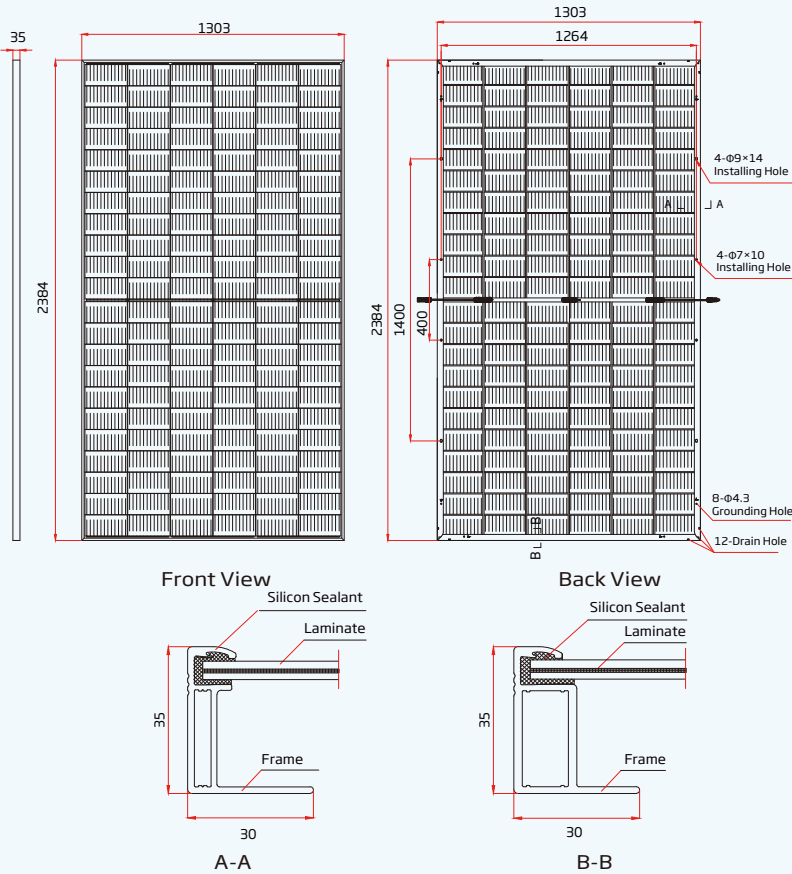 35
1303
2384
Front View
1303
1264
2384
1400
400
4-Φ9×14
Installing Hole
A A
4-Φ7×10
Installing Hole
8-Φ4.3
Grounding Hole
12-Drain Hole
B B
Back View
Silicon Sealant
Laminate
35
Frame
30
A-A
Silicon Sealant
Laminate
35
Frame
30
B-B